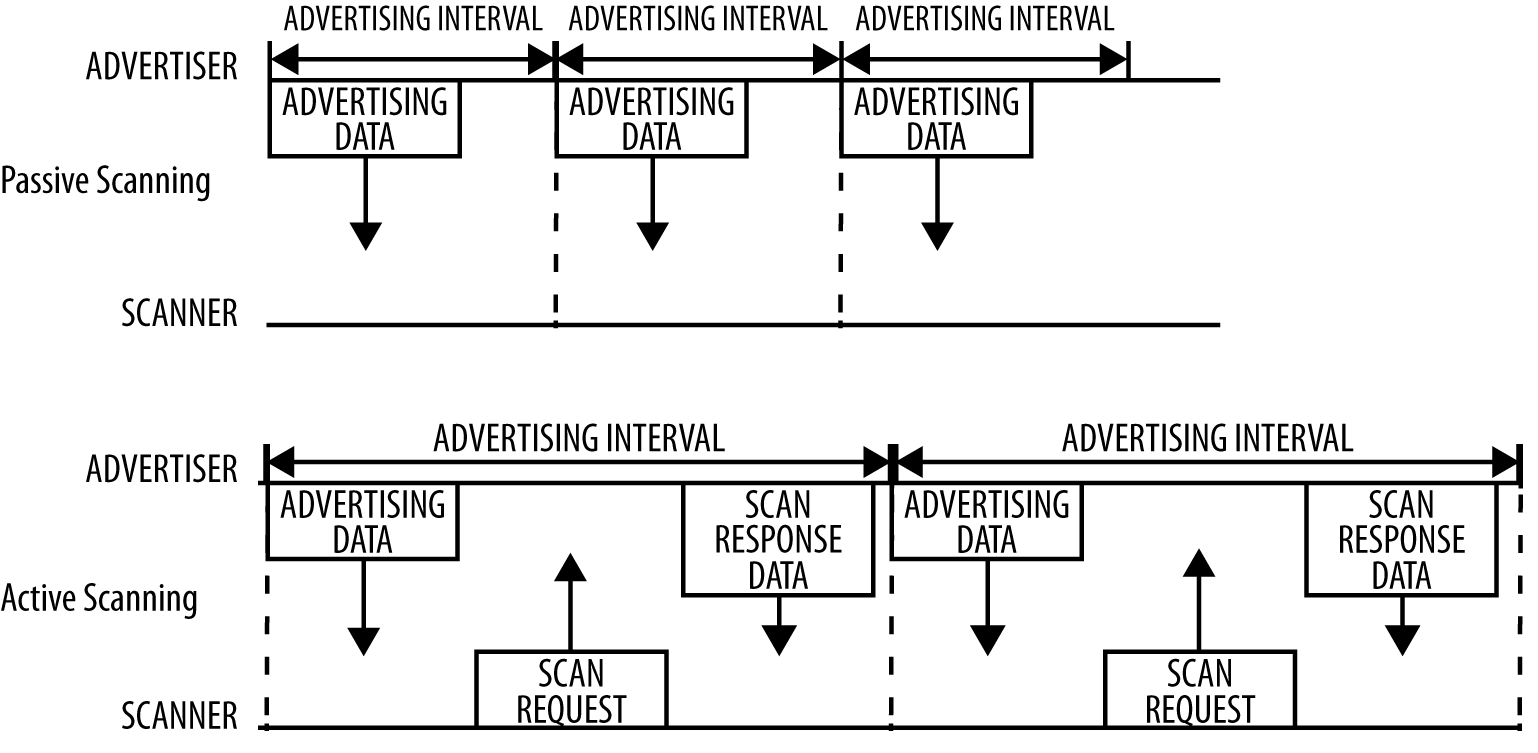 ADVERTISING INTERVAL ADVERTISING INTERVAL ADVERTISING INTERVAL
ADVERTISER
ADVERTISING ADVERTISING ADVERTISING
DATA DATA DATA
Passive Scanning
SCANNER
ADVERTISING INTERVAL ADVERTISING INTERVAL
ADVERTISER
ADVERTISING
DATA
SCAN
RESPONSE
DATA
ADVERTISING
DATA
SCAN
RESPONSE
DATA
Active Scanning
SCAN
REQUEST
SCAN
REQUEST
SCANNER